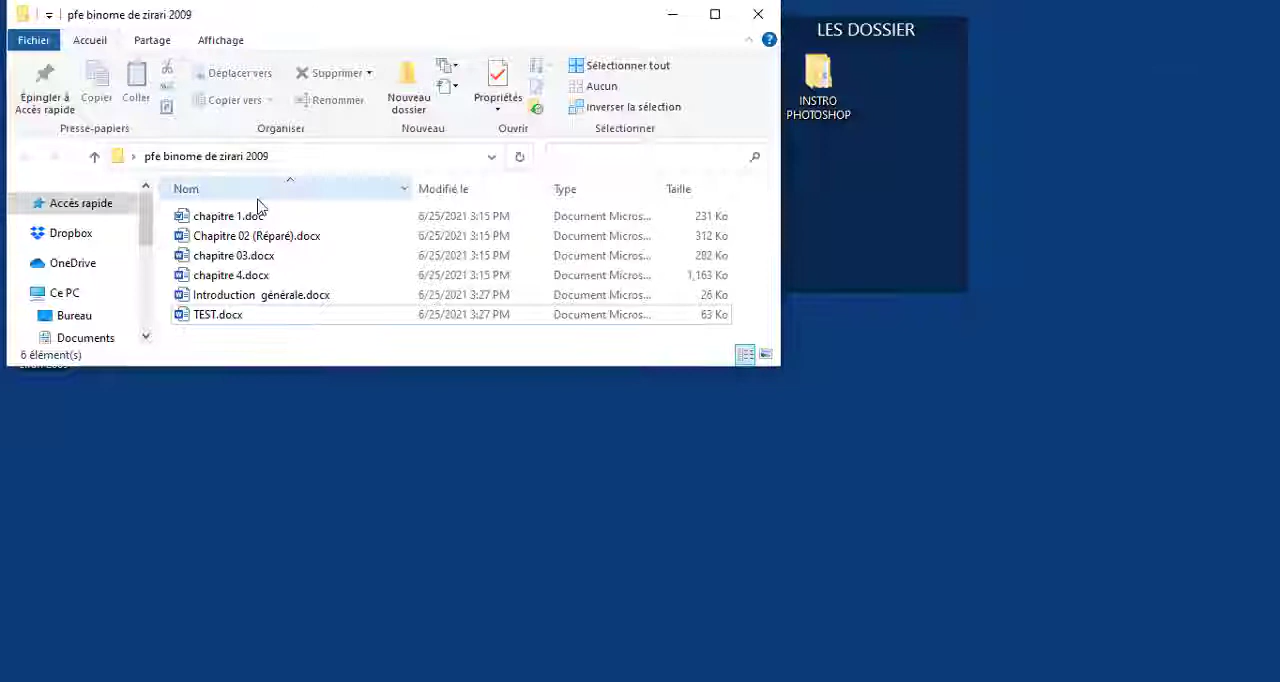 pfe binome de zirari 2009
Fichier Accueil Partage Affichage
Épingler à Accès rapide
Copier
Coller
Déplacer vers
Copier vers
Supprimer
Renommer
Nouveau dossier
Propriétés
Sélectionner tout
Aucun
Inverser la sélection
Presse-papiers Organiser Nouveau Ouvrir Sélectionner
pfe binome de zirari 2009
Nom Modifié le Type Taille
chapitre 1.doc 6/25/2021 3:15 PM Document Micros... 231 Ko
Chapitre 02 (Réparé).docx 6/25/2021 3:15 PM Document Micros... 312 Ko
chapitre 03.docx 6/25/2021 3:15 PM Document Micros... 282 Ko
chapitre 4.docx 6/25/2021 3:15 PM Document Micros... 1,163 Ko
Introduction générale.docx 6/25/2021 3:27 PM Document Micros... 26 Ko
TEST.docx 6/25/2021 3:27 PM Document Micros... 63 Ko
Accès rapide
Dropbox
OneDrive
Ce PC
Bureau
Documents
6 élément(s)
LES DOSSIER
INSTRO
PHOTOSHOP